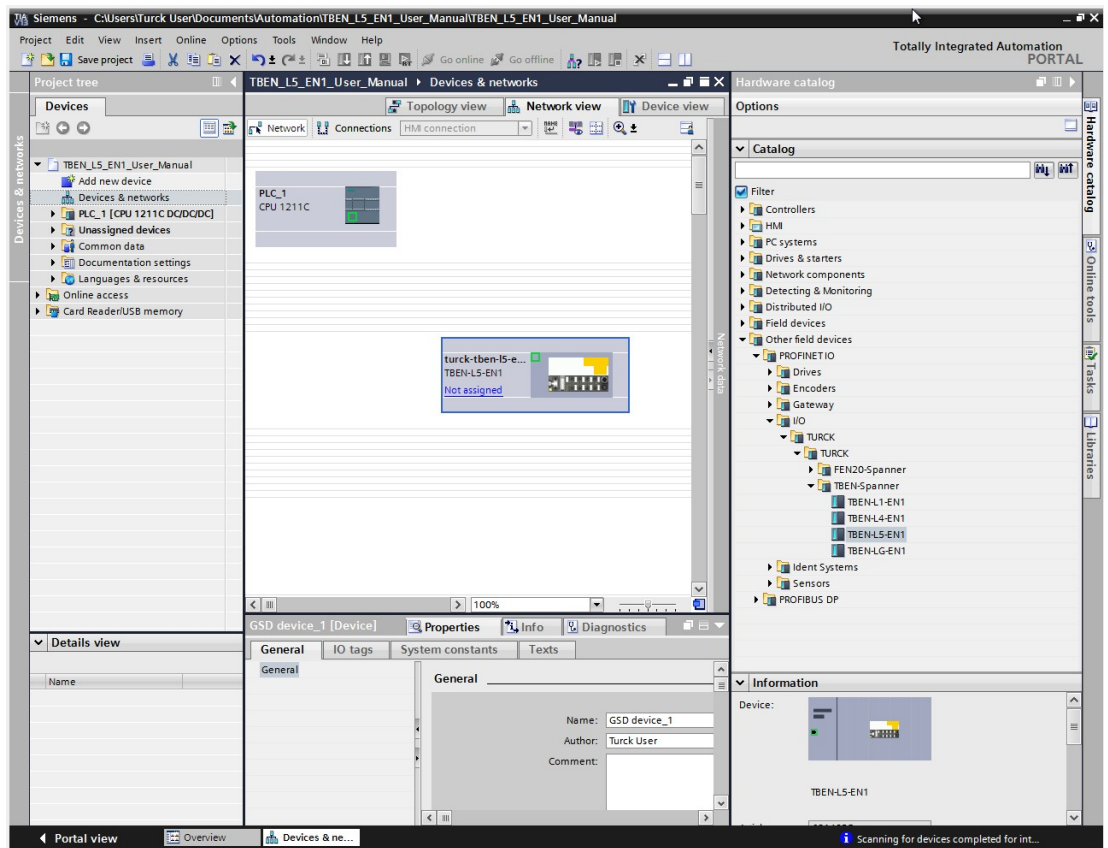 Siemens - C:\Users\Turck User\Documents\Automation\TBEN_L5_EN1_User_Manual\TBEN_L5_EN1_User_Manual
Project Edit View Insert Online Options Tools Window Help
Totally Integrated Automation
PORTAL
Save project
Go online
Go offline
Project tree
Devices
Devices & networks
TBEN_L5_EN1_User_Manual
Add new device
Devices & networks
PLC_1 [CPU 1211C DC/DC/DC]
Unassigned devices
Common data
Documentation settings
Languages & resources
Online access
Card Reader/USB memory
Details view
Name
TBEN_L5_EN1_User_Manual Devices & networks
Topology view
Network view
Device view
Network
Connections
HMI connection
PLC_1
CPU 1211C
turck-tben-l5-e...
TBEN-L5-EN1
Not assigned
Network data
100%
GSD device_1 [Device]
Properties
Info
Diagnostics
General
IO tags
System constants
Texts
General
General
Name:
GSD device_1
Author:
Turck User
Comment:
Hardware catalog
Options
Catalog
Filter
Controllers
HMI
PC systems
Drives & starters
Network components
Detecting & Monitoring
Distributed I/O
Field devices
Other field devices
PROFINET IO
Drives
Encoders
Gateway
I/O
TURCK
TURCK
FEN20-Spanner
TBEN-Spanner
TBEN-L1-EN1
TBEN-L4-EN1
TBEN-L5-EN1
TBEN-LG-EN1
Ident Systems
Sensors
PROFIBUS DP
Information
Device:
TBEN-L5-EN1
Hardware catalog
Online tools
Tasks
Libraries
Portal view
Overview
Devices & ne...
Scanning for devices completed for int...